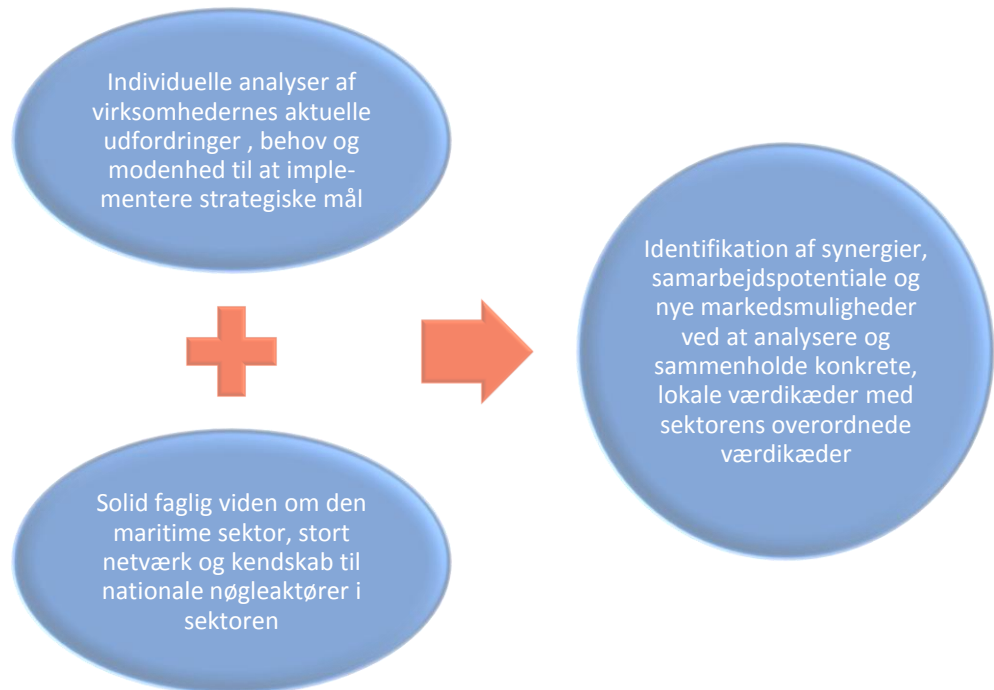 Individuelle analyser af
virksomhedernes aktuelle
udfordringer , behov og
modenhed til at imple-
mentere strategiske mål
Solid faglig viden om den
maritime sektor, stort
netværk og kendskab til
nationale nøgleaktører i
sektoren
Identifikation af synergier,
samarbejdspotentiale og
nye markedsmuligheder
ved at analysere og
sammenholde konkrete,
lokale værdikæder med
sektorens overordnede
værdikæder